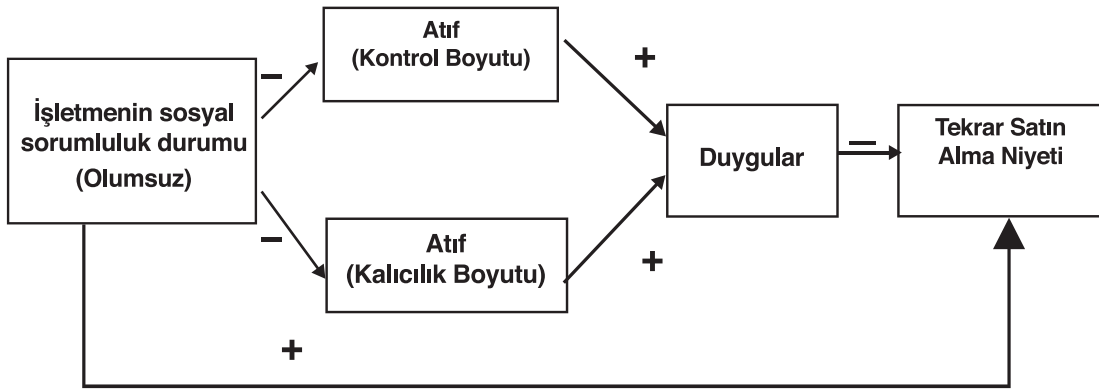 İşletmenin sosyal
sorumluluk durumu
(Olumsuz)
−
−
Atıf
(Kontrol Boyutu)
Atıf
(Kalıcılık Boyutu)
+
+
Duygular
−
Tekrar Satın
Alma Niyeti
+